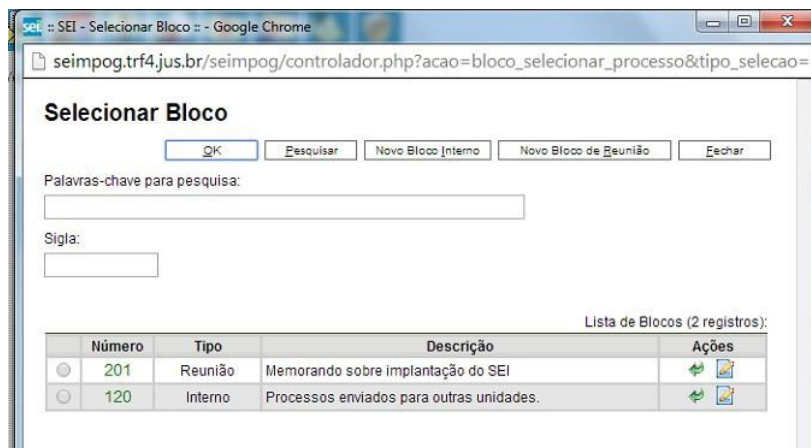 sei :: SEI - Selecionar Bloco :: - Google Chrome
seimpog.trf4.jus.br/seimpog/controlador.php?acao=bloco_selecionar_processo&tipo_selecao=
Selecionar Bloco
OK Pesquisar Novo Bloco Interno Novo Bloco de Reunião Fechar
Palavras-chave para pesquisa:
Sigla:
Lista de Blocos (2 registros):
Número Tipo Descrição Ações
201 Reunião Memorando sobre implantação do SEI
120 Interno Processos enviados para outras unidades.